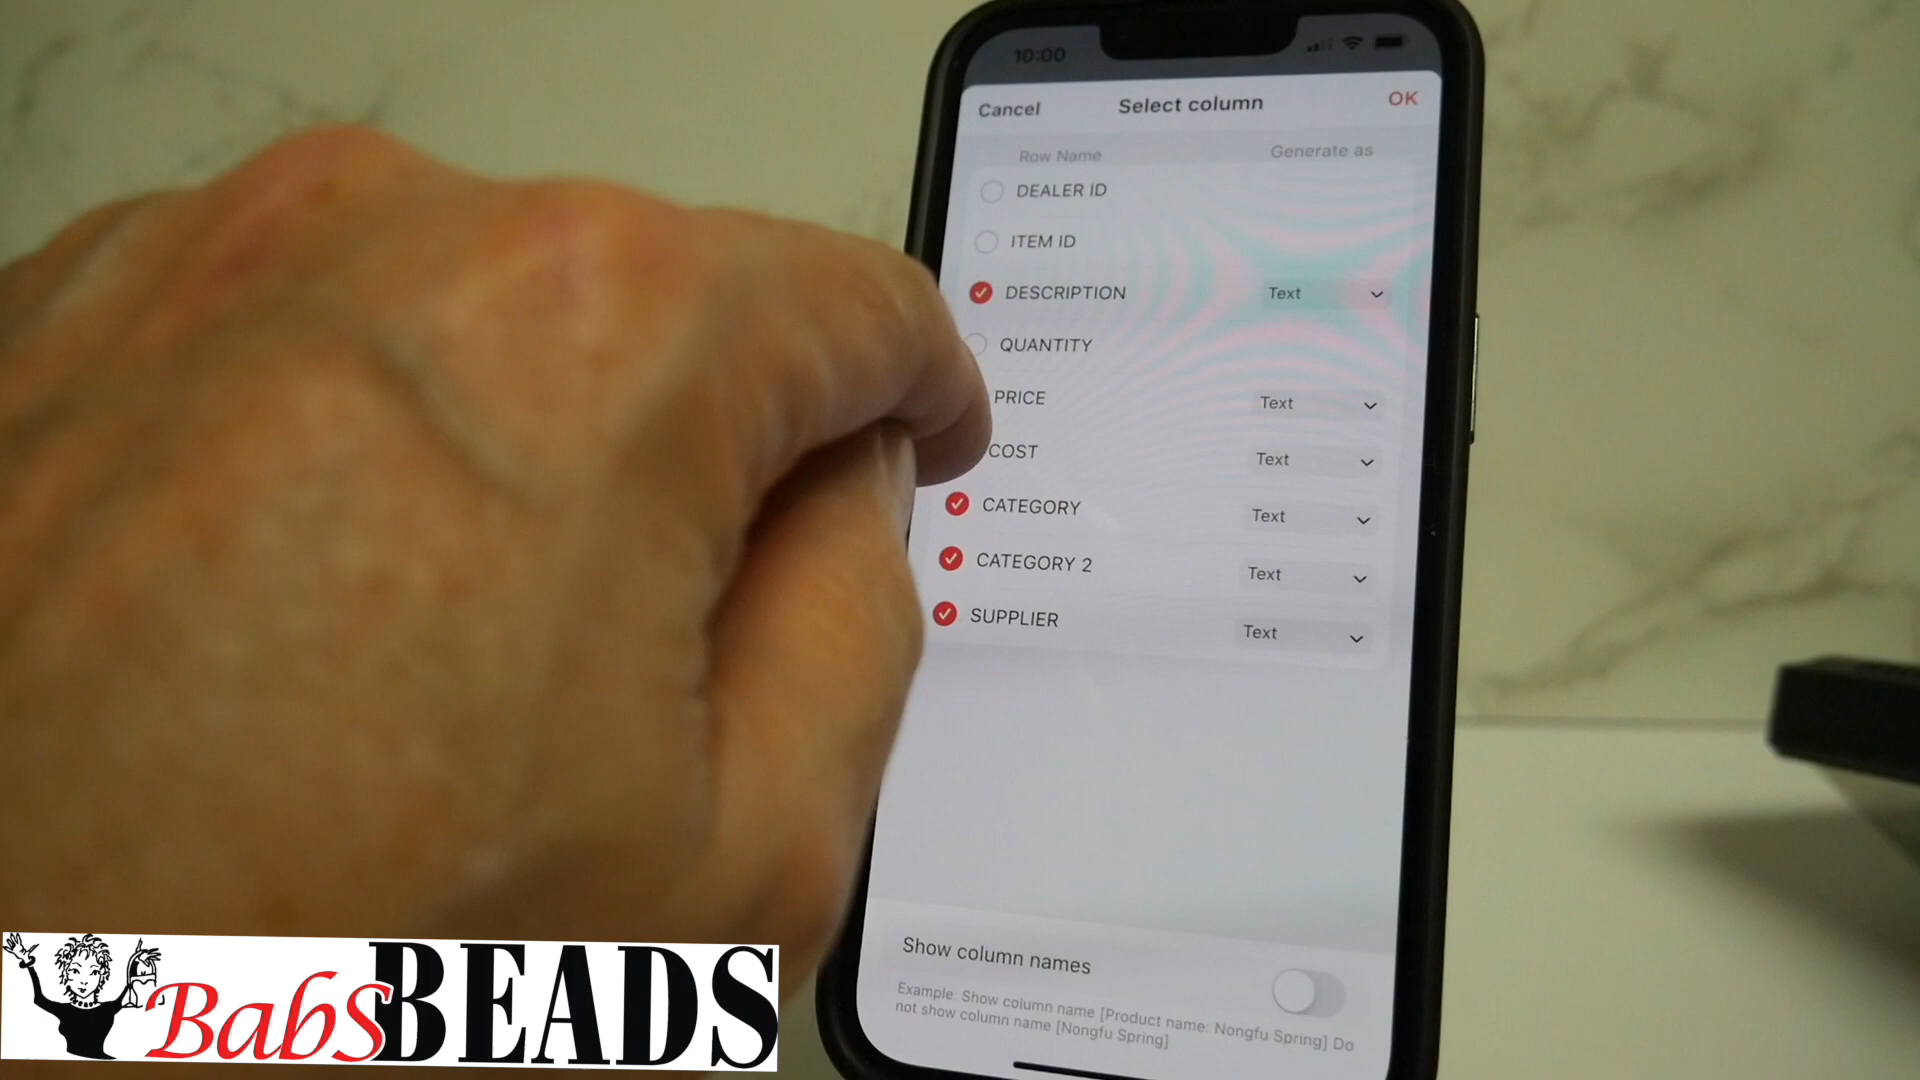 10:00
Cancel Select column OK
Row Name Generate as
DEALER ID
ITEM ID
DESCRIPTION Text
QUANTITY
PRICE Text
COST Text
CATEGORY Text
CATEGORY 2 Text
SUPPLIER Text
Show column names
Example: Show column name [Product name: Nongfu Spring] Do
not show column name [Nongfu Spring]
BabsBEADS